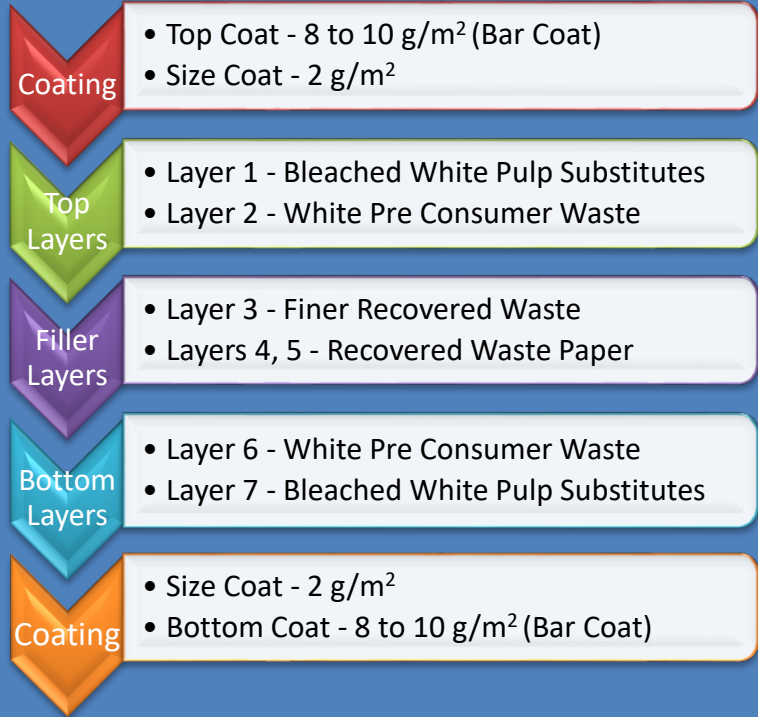 Coating
• Top Coat - 8 to 10 g/m² (Bar Coat)
• Size Coat - 2 g/m²
Top
Layers
• Layer 1 - Bleached White Pulp Substitutes
• Layer 2 - White Pre Consumer Waste
Filler
Layers
• Layer 3 - Finer Recovered Waste
• Layers 4, 5 - Recovered Waste Paper
Bottom
Layers
• Layer 6 - White Pre Consumer Waste
• Layer 7 - Bleached White Pulp Substitutes
Coating
• Size Coat - 2 g/m²
• Bottom Coat - 8 to 10 g/m² (Bar Coat)